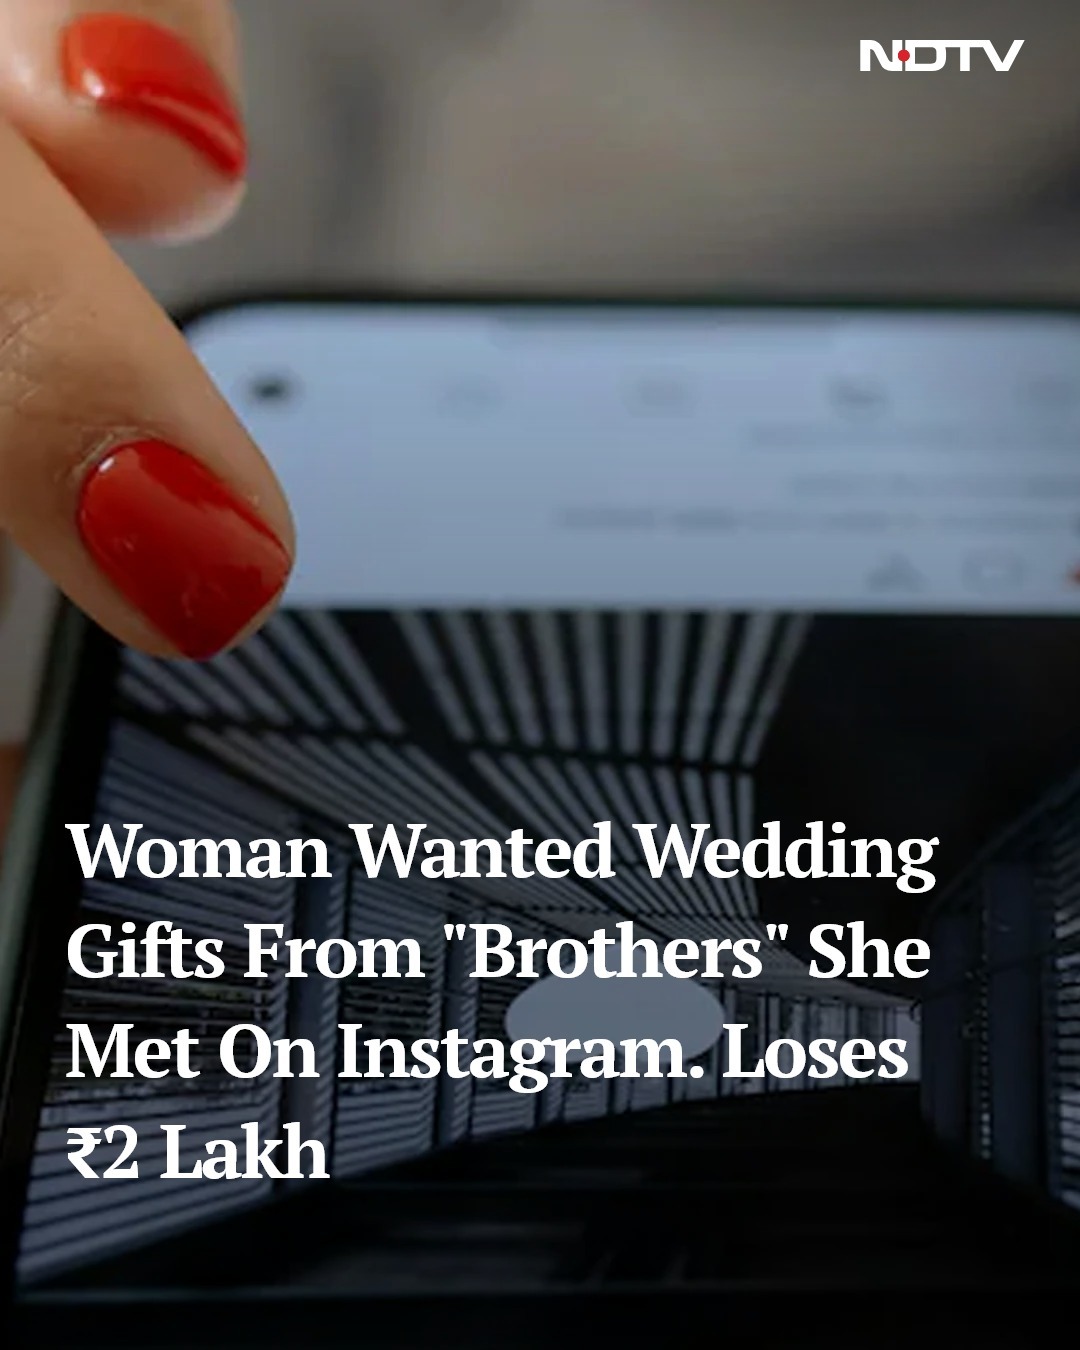 NDTV
Woman Wanted Wedding
Gifts From "Brothers" She
Met On Instagram. Loses
₹2 Lakh